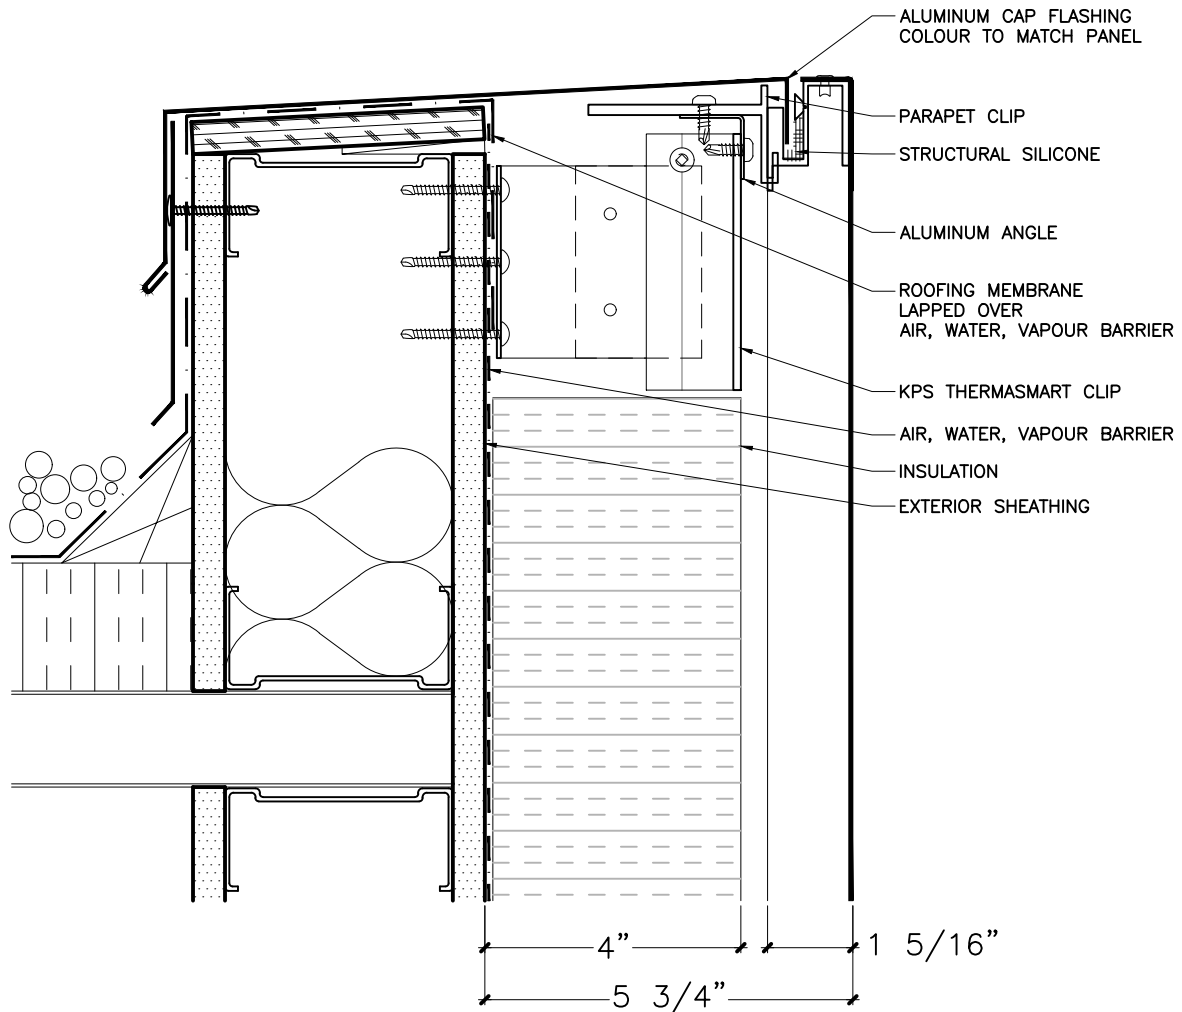 ALUMINUM CAP FLASHING
COLOUR TO MATCH PANEL
PARAPET CLIP
STRUCTURAL SILICONE
ALUMINUM ANGLE
ROOFING MEMBRANE
LAPPED OVER
AIR, WATER, VAPOUR BARRIER
KPS THERMASMART CLIP
AIR, WATER, VAPOUR BARRIER
INSULATION
EXTERIOR SHEATHING
4”
1 5/16”
5 3/4”